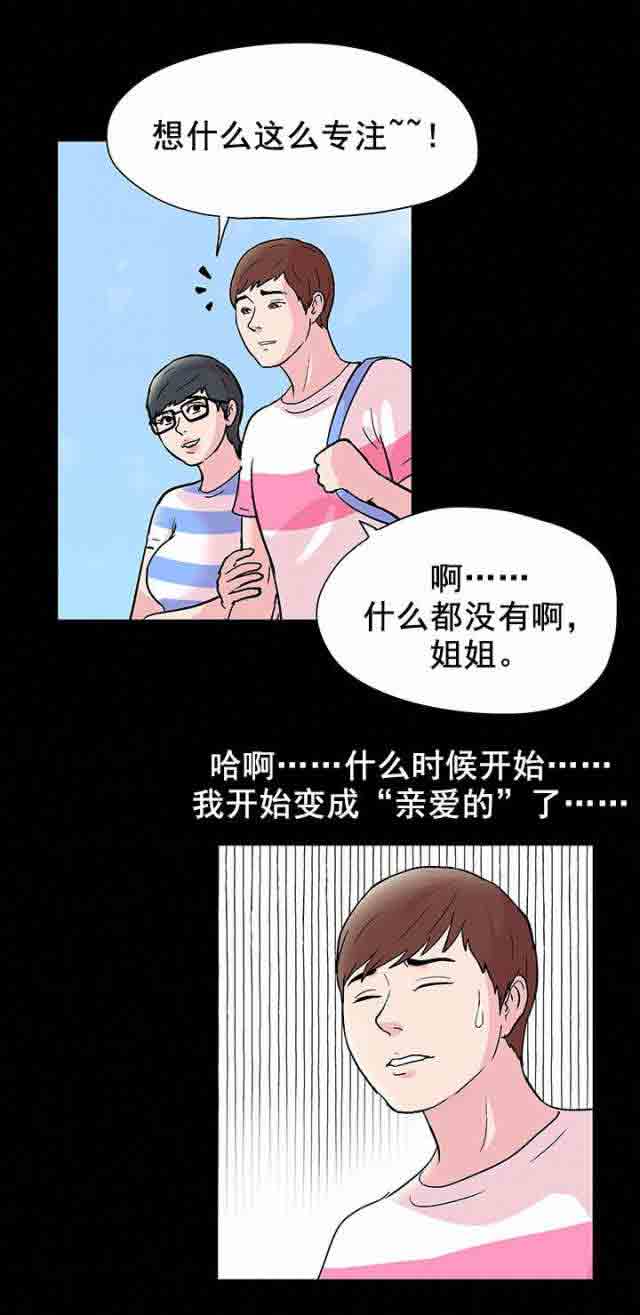 想什么这么专注~~!
啊……
什么都没有啊，
姐姐。
哈啊……什么时候开始……
我开始变成“亲爱的”了……